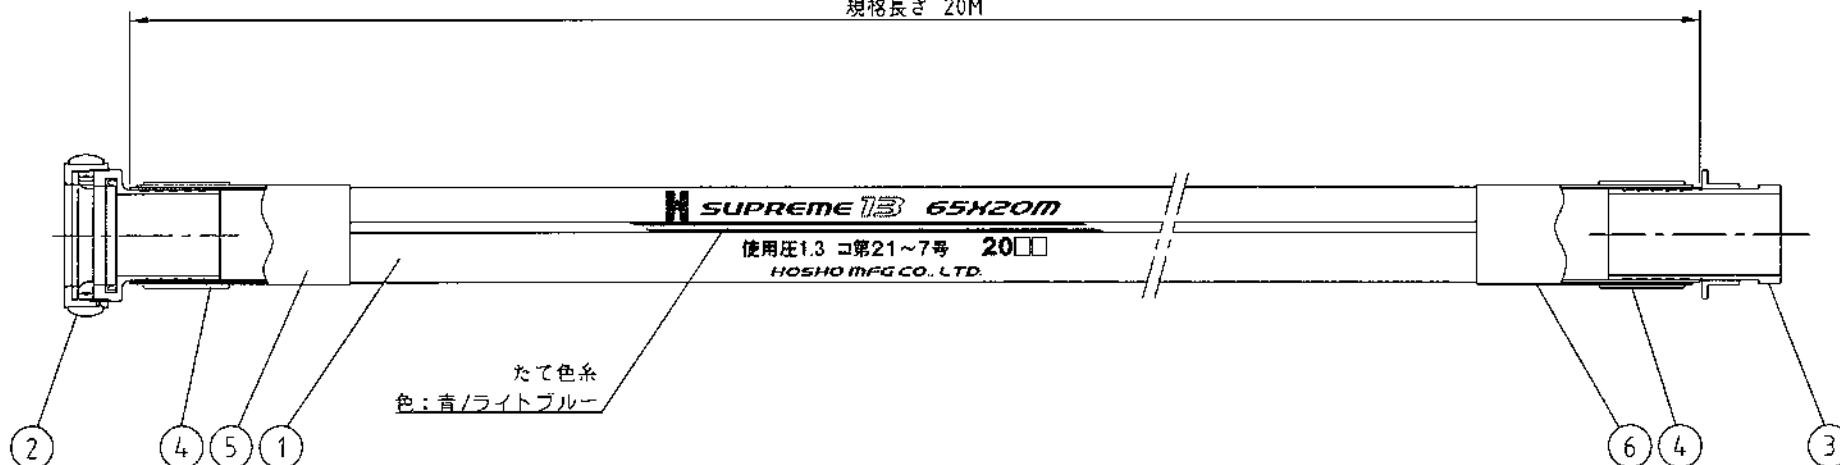 規格長さ 20M
H SUPREME 13 65X20M
使用圧1.3 コ第21~7号 20□□
HOSHO MFG CO., LTD.
たて色糸
色:青/ライトブルー
2 4 5 1 6 4 3